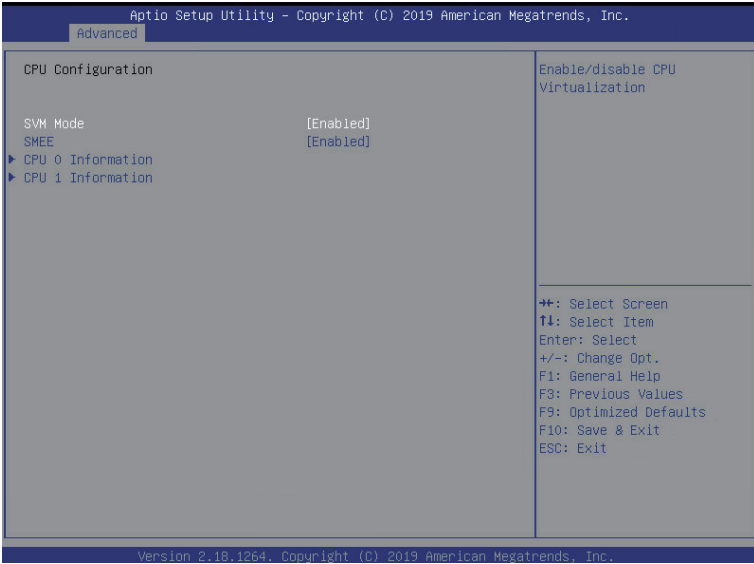 Aptio Setup Utility – Copyright (C) 2019 American Megatrends, Inc.
Advanced
CPU Configuration
SVM Mode [Enabled]
SMEE [Enabled]
CPU 0 Information
CPU 1 Information
Enable/disable CPU
Virtualization
→←: Select Screen
↑↓: Select Item
Enter: Select
+/-: Change Opt.
F1: General Help
F3: Previous Values
F9: Optimized Defaults
F10: Save & Exit
ESC: Exit
Version 2.18.1264. Copyright (C) 2019 American Megatrends, Inc.